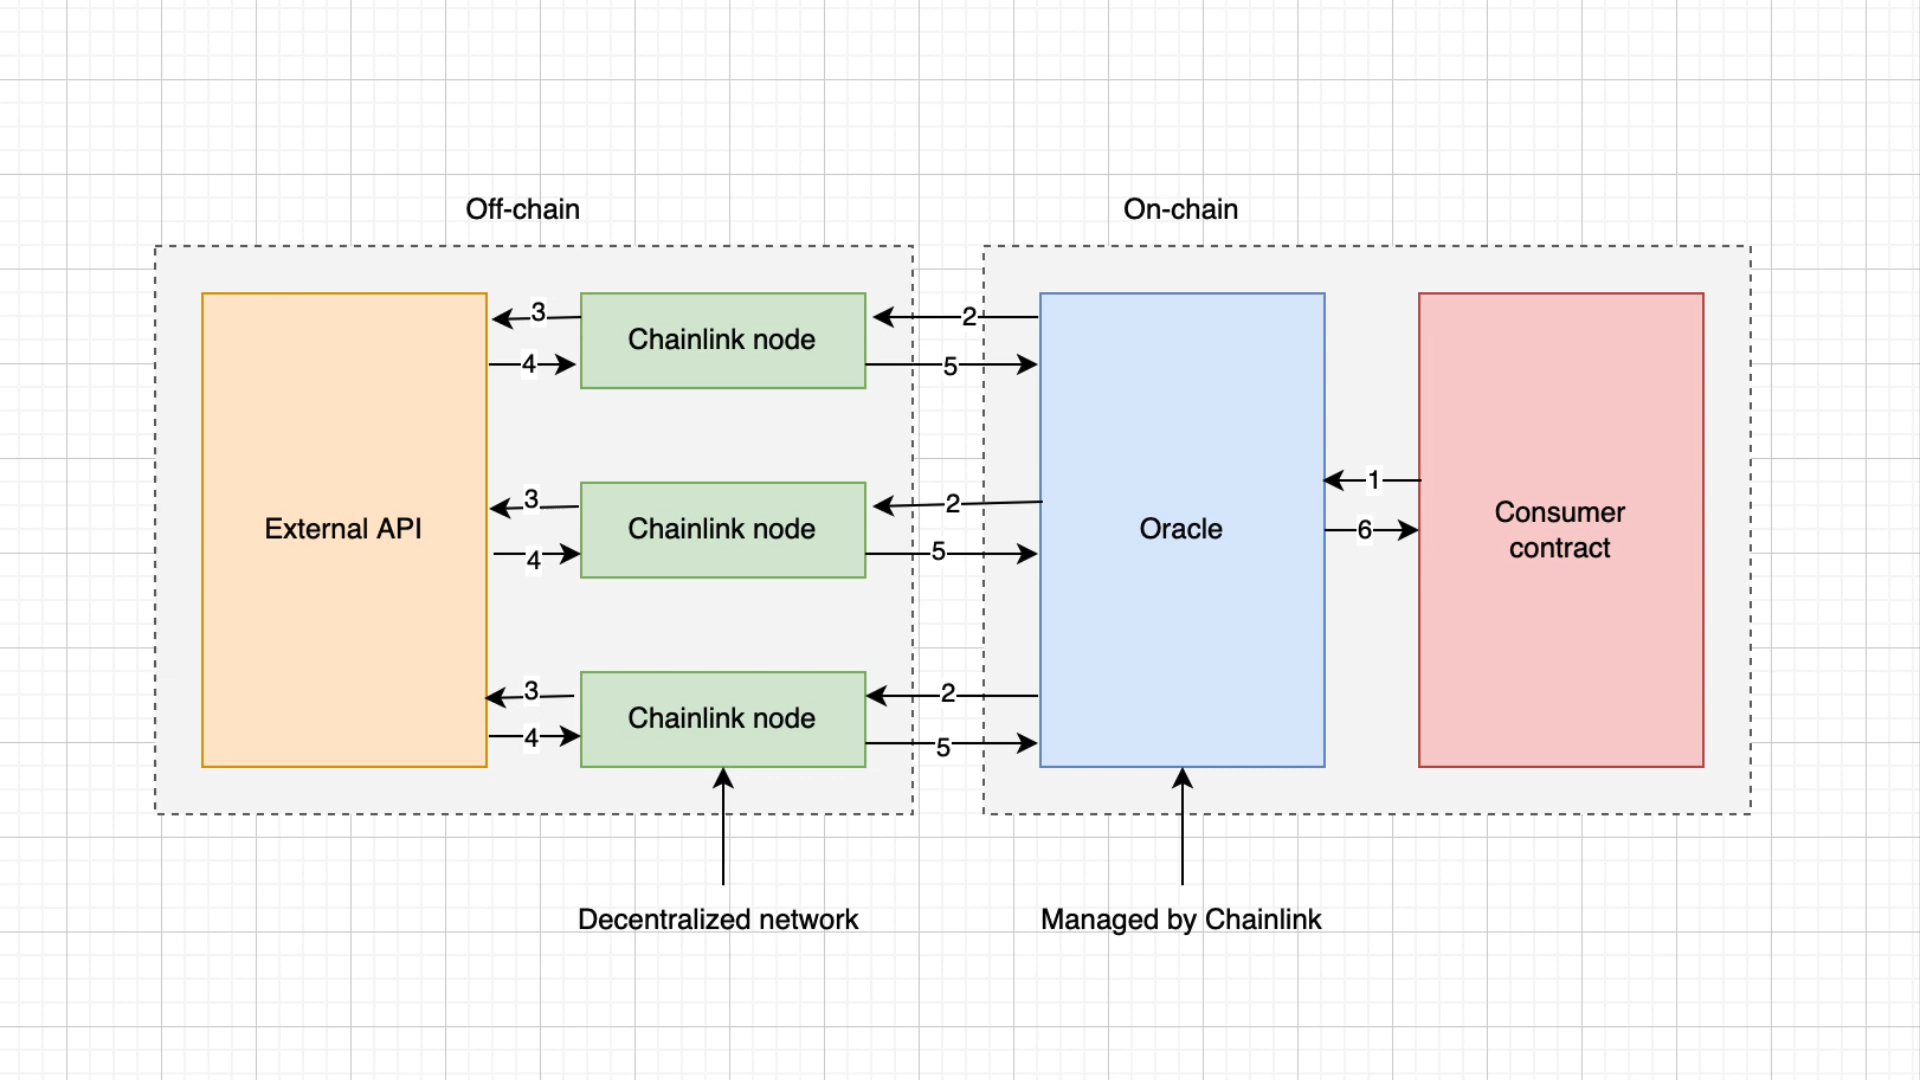 Off-chain
On-chain
3
Chainlink node
2
4
5
External API
3
Chainlink node
2
4
5
Oracle
1
6
Consumer
contract
3
Chainlink node
2
4
5
Decentralized network
Managed by Chainlink